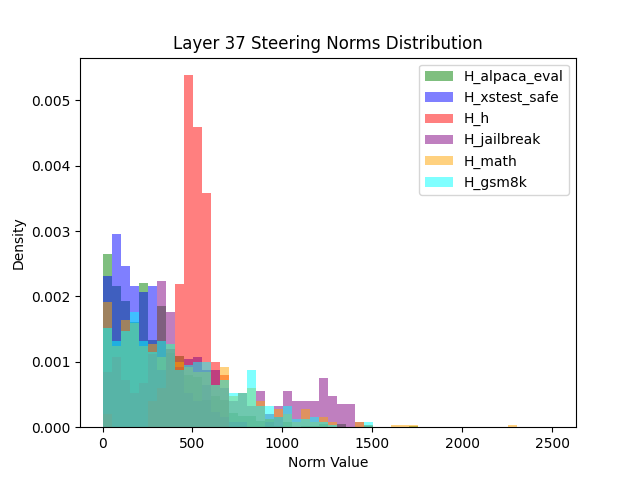 Layer 37 Steering Norms Distribution
H_alpaca_eval
H_xstest_safe
H_h
H_jailbreak
H_math
H_gsm8k
Density
0.005
0.004
0.003
0.002
0.001
0.000
0
500
1000
1500
2000
2500
Norm Value